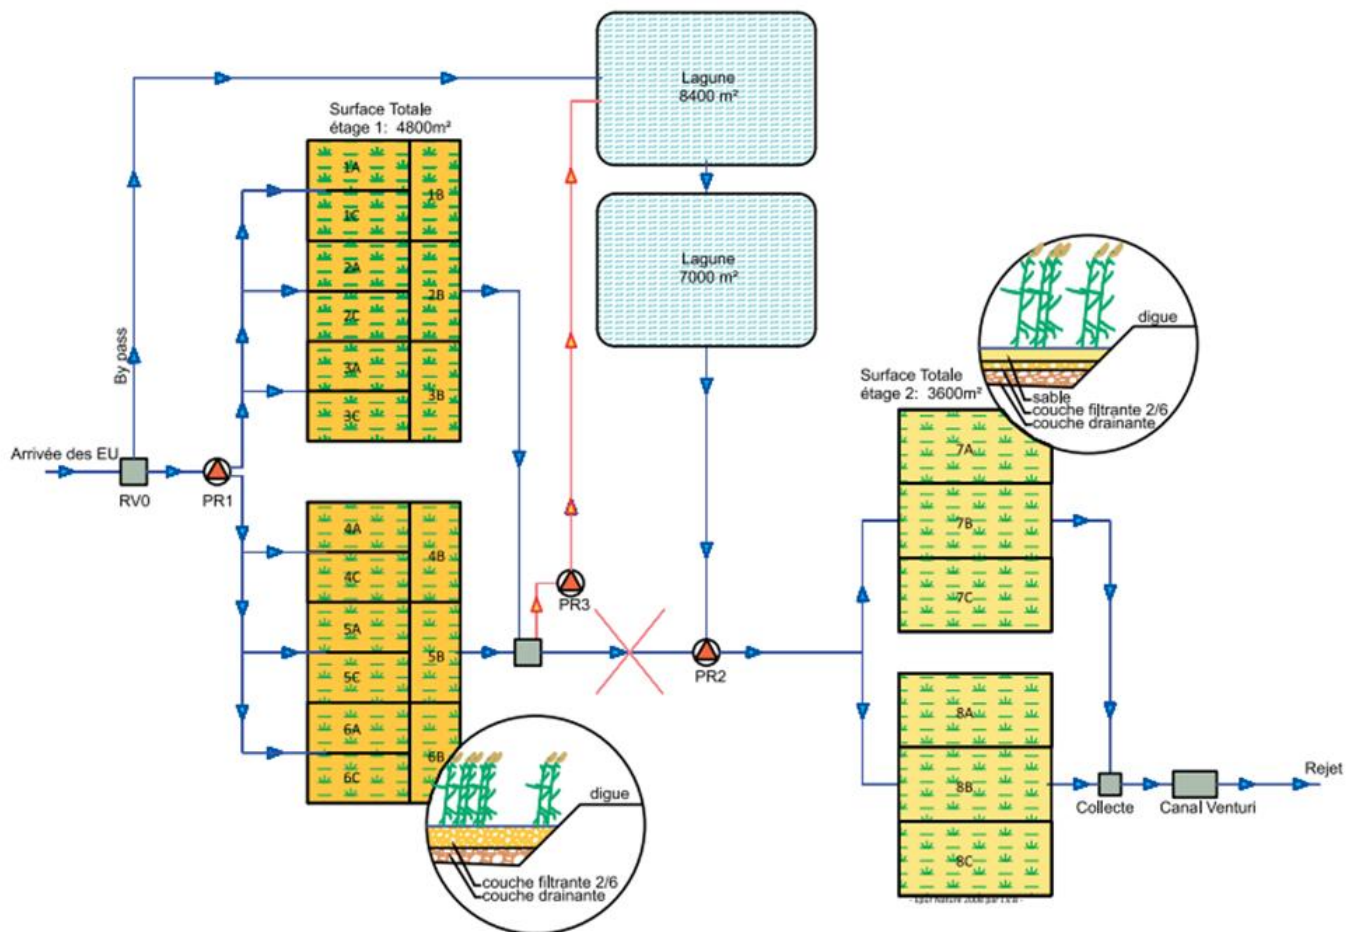 Lagune
8400 m²
Surface Totale
étage 1: 4800m²
1A
1B
1C
2A
2B
2C
3A
3B
3C
Lagune
7000 m²
By pass
Arrivée des EU
RV0
PR1
digue
sable
couche filtrante 2/6
couche drainante
Surface Totale
étage 2: 3600m²
7A
7B
7C
4A
4B
4C
5A
5B
5C
6A
6B
6C
PR3
PR2
8A
8B
8C
Collecte
Canal Venturi
Rejet
digue
couche filtrante 2/6
couche drainante